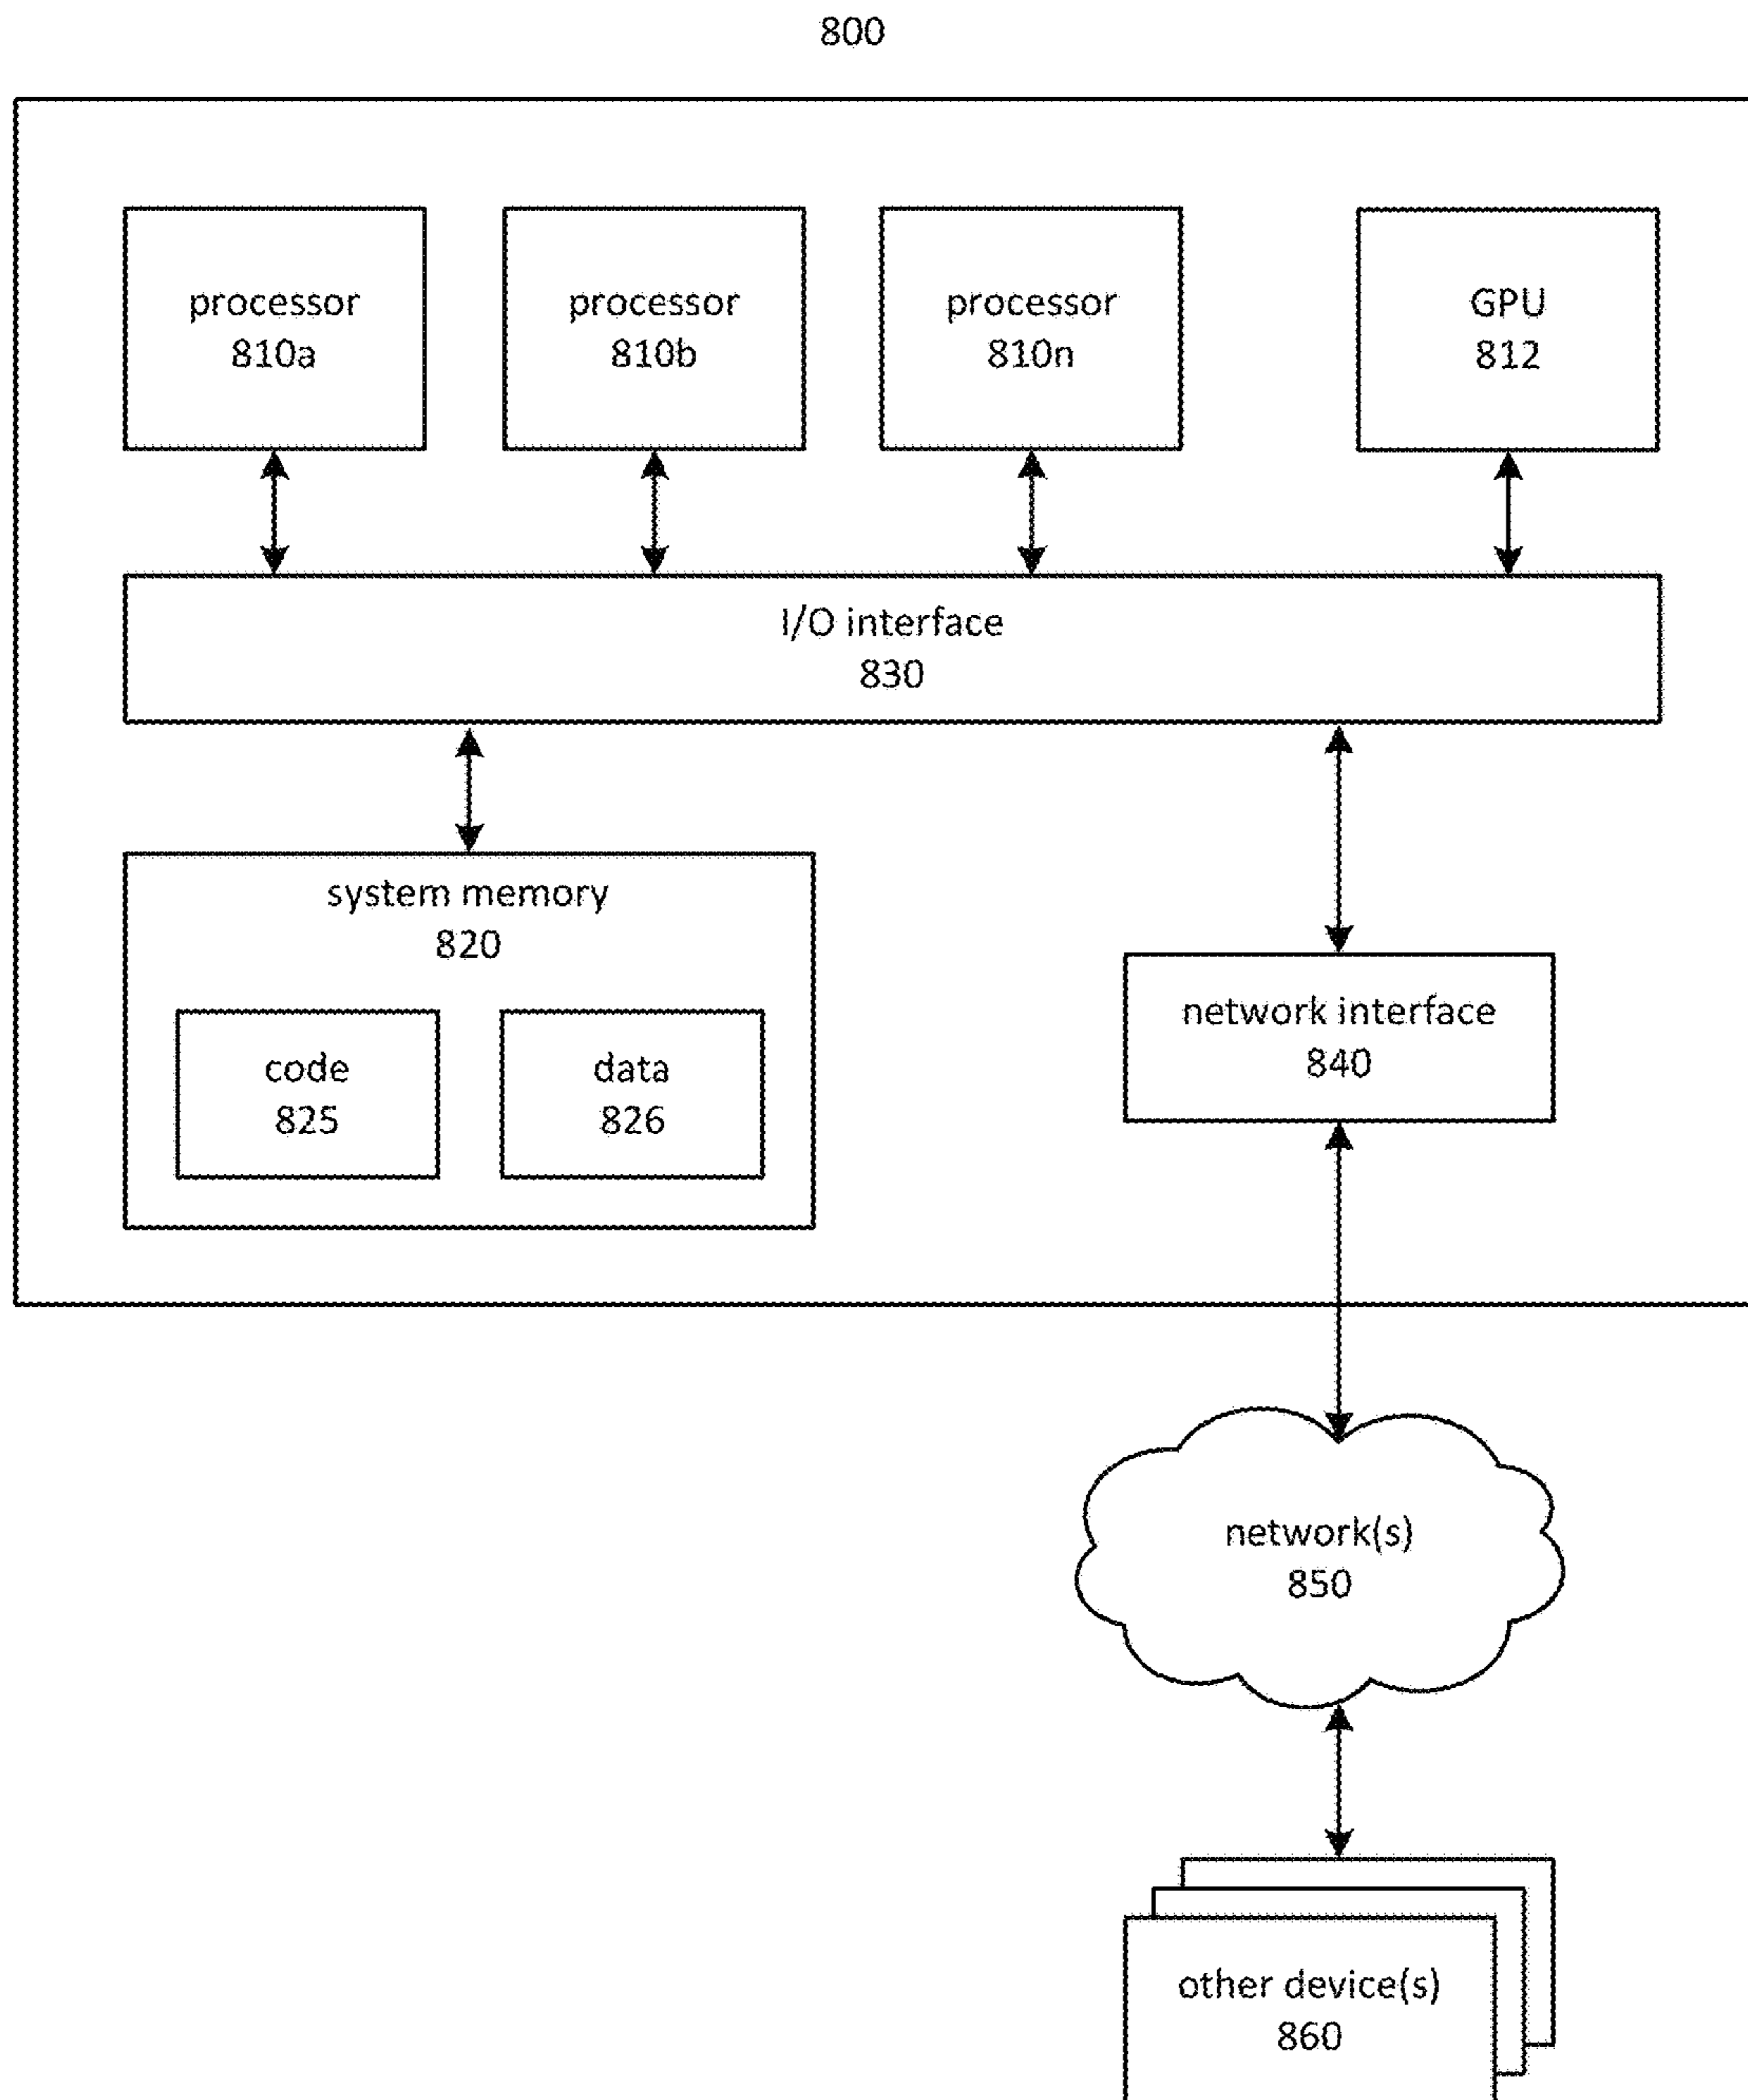 800
processor
810a
processor
810b
processor
810n
GPU
812
I/O interface
830
system memory
820
code
825
data
826
network interface
840
network(s)
850
other device(s)
860